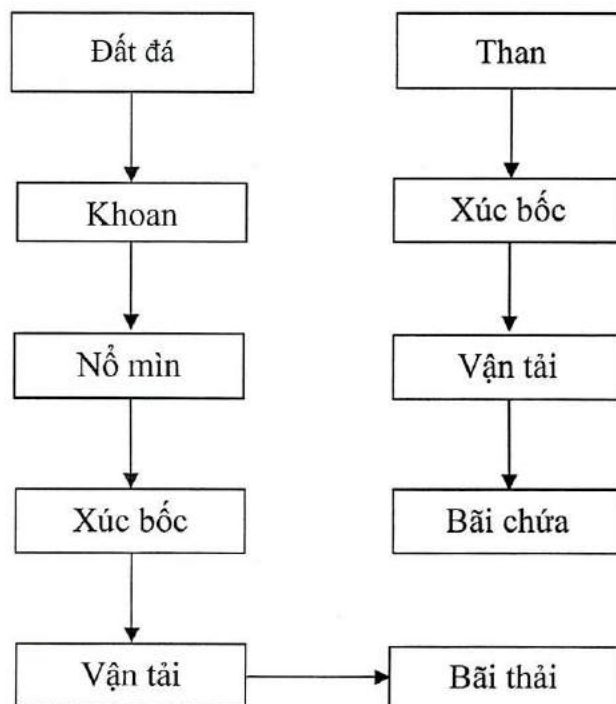 Đất đá
Khoan
Nổ mìn
Xúc bốc
Vận tải
Bãi thải
Than
Xúc bốc
Vận tải
Bãi chứa